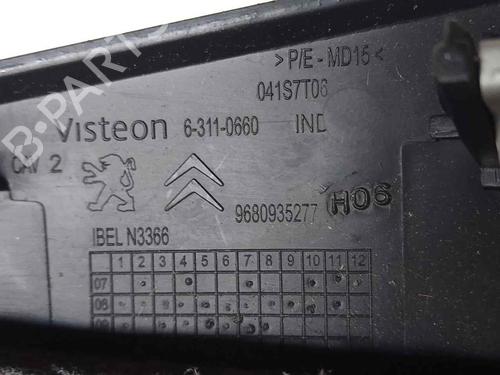 >P/E-MD15<
041S7T06
Visteon 6-311-0660 IND
CAV 2
9680935277 H06
IBEL N3366
1 2 3 4 5 6 7 8 9 10 11 12
07
08
09
B-PARTS